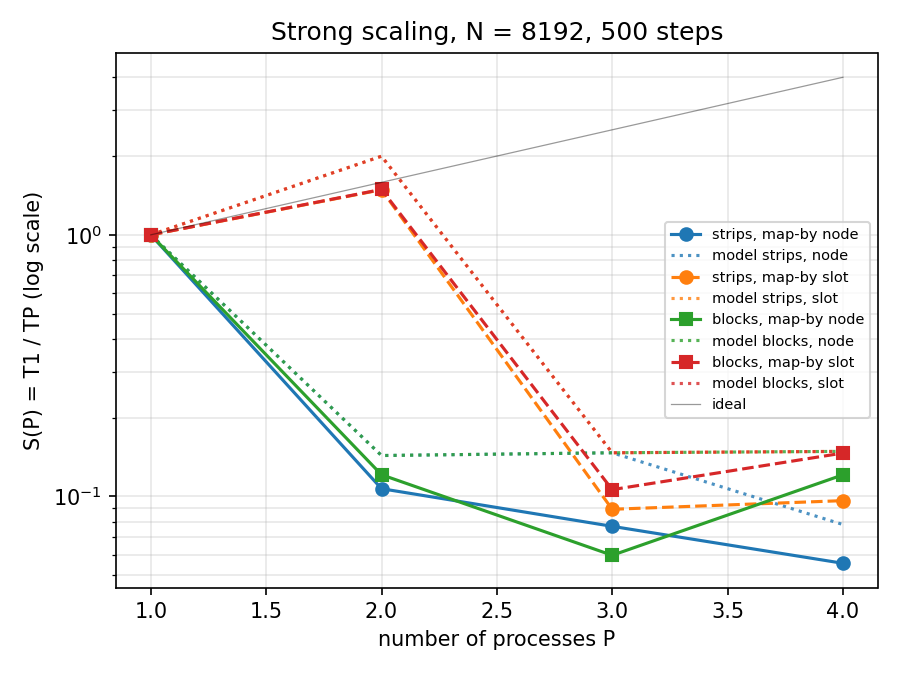 Strong scaling, N = 8192, 500 steps
S(P) = T1 / TP (log scale)
10⁰
10⁻¹
strips, map-by node
model strips, node
strips, map-by slot
model strips, slot
blocks, map-by node
model blocks, node
blocks, map-by slot
model blocks, slot
ideal
1.0 1.5 2.0 2.5 3.0 3.5 4.0
number of processes P